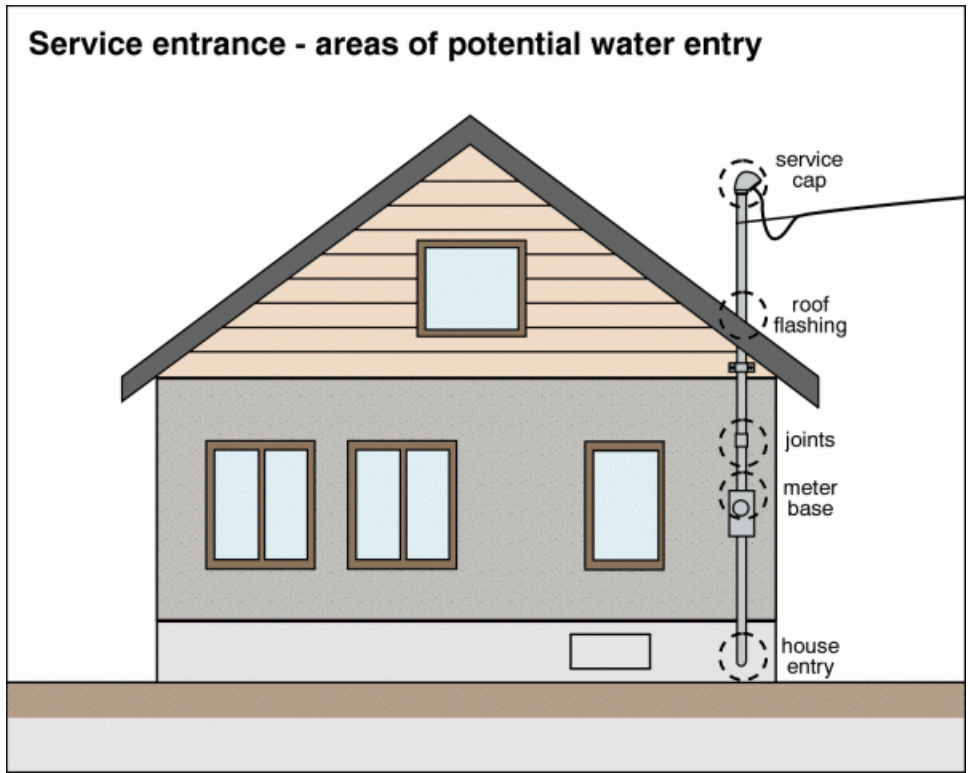 Service entrance - areas of potential water entry
service
cap
roof
flashing
joints
meter
base
house
entry